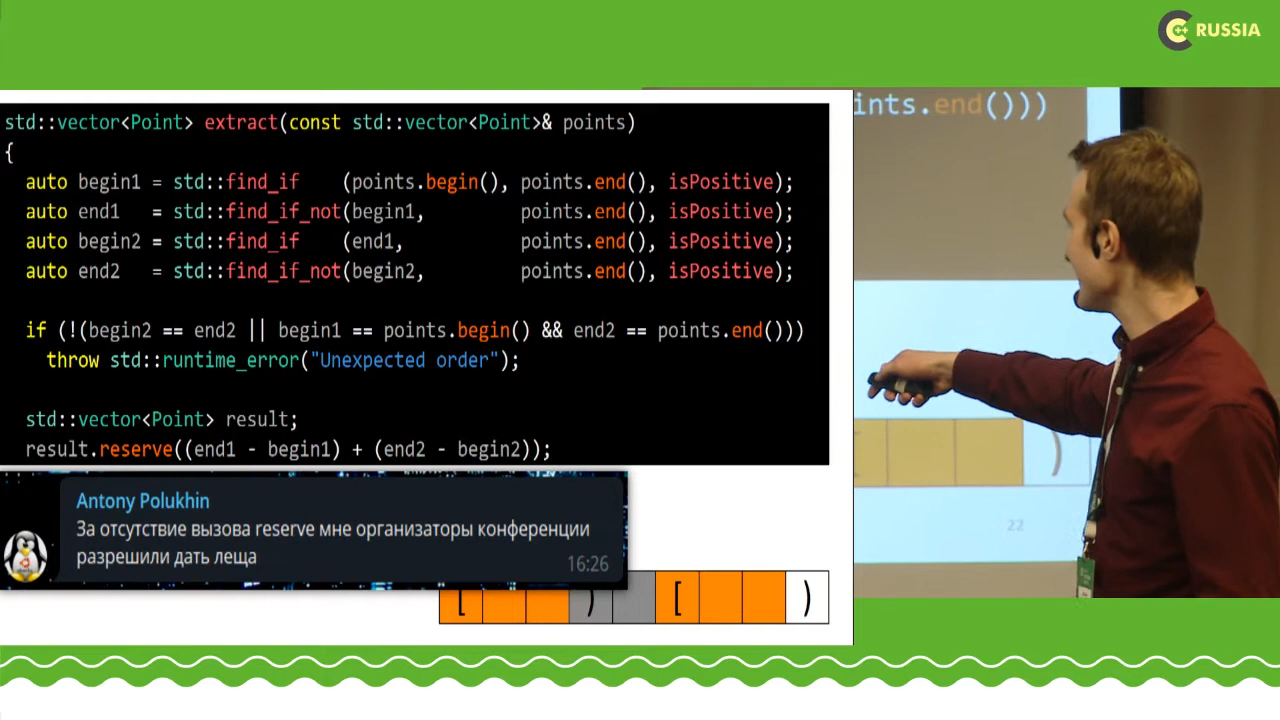 C++ RUSSIA
std::vector<Point> extract(const std::vector<Point>& points)
{
  auto begin1 = std::find_if    (points.begin(), points.end(), isPositive);
  auto end1   = std::find_if_not(begin1,         points.end(), isPositive);
  auto begin2 = std::find_if    (end1,           points.end(), isPositive);
  auto end2   = std::find_if_not(begin2,         points.end(), isPositive);
  if (!(begin2 == end2 || begin1 == points.begin() && end2 == points.end()))
    throw std::runtime_error("Unexpected order");
  std::vector<Point> result;
  result.reserve((end1 - begin1) + (end2 - begin2));
Antony Polukhin
За отсутствие вызова reserve мне организаторы конференции
разрешили дать леща
16:26
[ ) [ )
ints.end()))
)
22